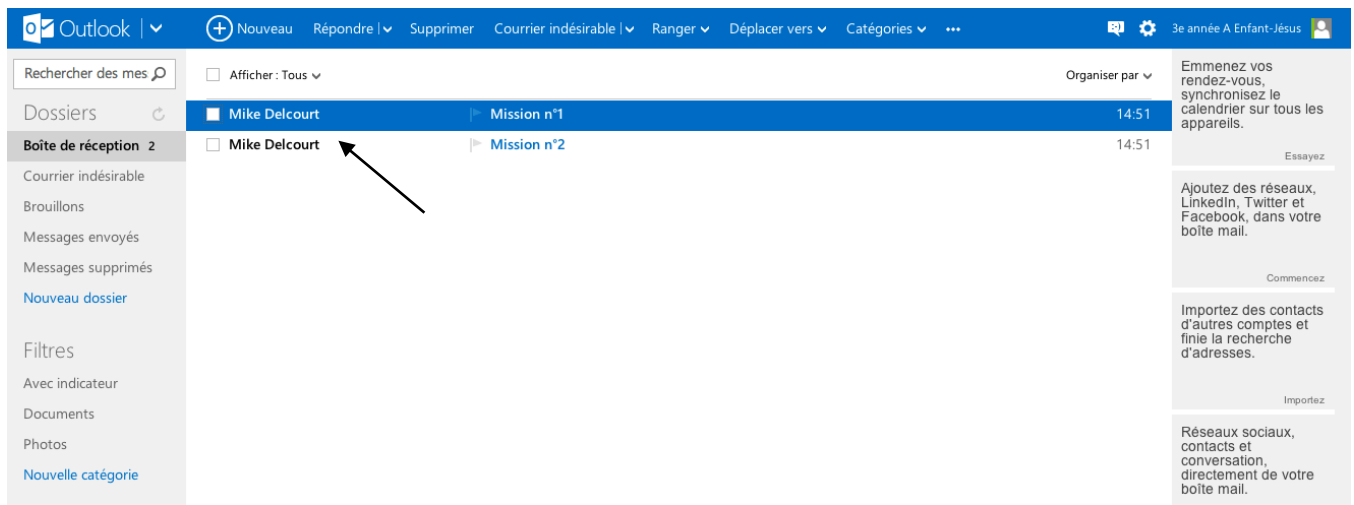 Outlook
Nouveau Répondre Supprimer Courrier indésirable Ranger Déplacer vers Catégories ••• 3e année A Enfant-Jésus
Rechercher des mes
Dossiers
Boîte de réception 2
Courrier indésirable
Brouillons
Messages envoyés
Messages supprimés
Nouveau dossier
Filtres
Avec indicateur
Documents
Photos
Nouvelle catégorie
Afficher : Tous Organiser par
Mike Delcourt Mission n°1 14:51
Mike Delcourt Mission n°2 14:51
Emmenez vos
rendez-vous,
synchronisez le
calendrier sur tous les
appareils.
Essayez
Ajoutez des réseaux,
LinkedIn, Twitter et
Facebook, dans votre
boîte mail.
Commencez
Importez des contacts
d'autres comptes et
finie la recherche
d'adresses.
Importez
Réseaux sociaux,
contacts et
conversation,
directement de votre
boîte mail.